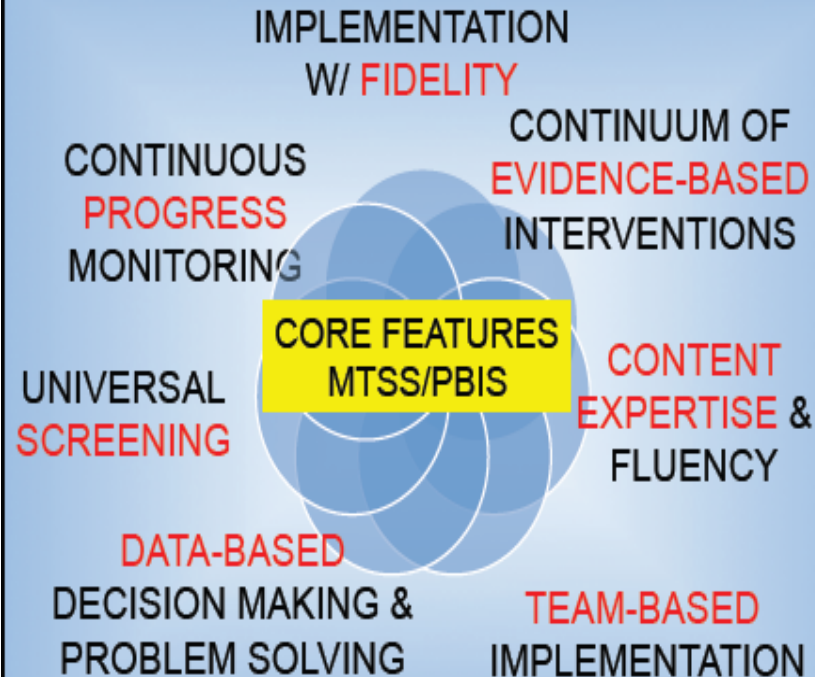 IMPLEMENTATION
W/ FIDELITY
CONTINUUM OF
EVIDENCE-BASED
INTERVENTIONS
CONTINUOUS
PROGRESS
MONITORING
CORE FEATURES
MTSS/PBIS
CONTENT
EXPERTISE &
FLUENCY
UNIVERSAL
SCREENING
DATA-BASED
DECISION MAKING &
PROBLEM SOLVING
TEAM-BASED
IMPLEMENTATION